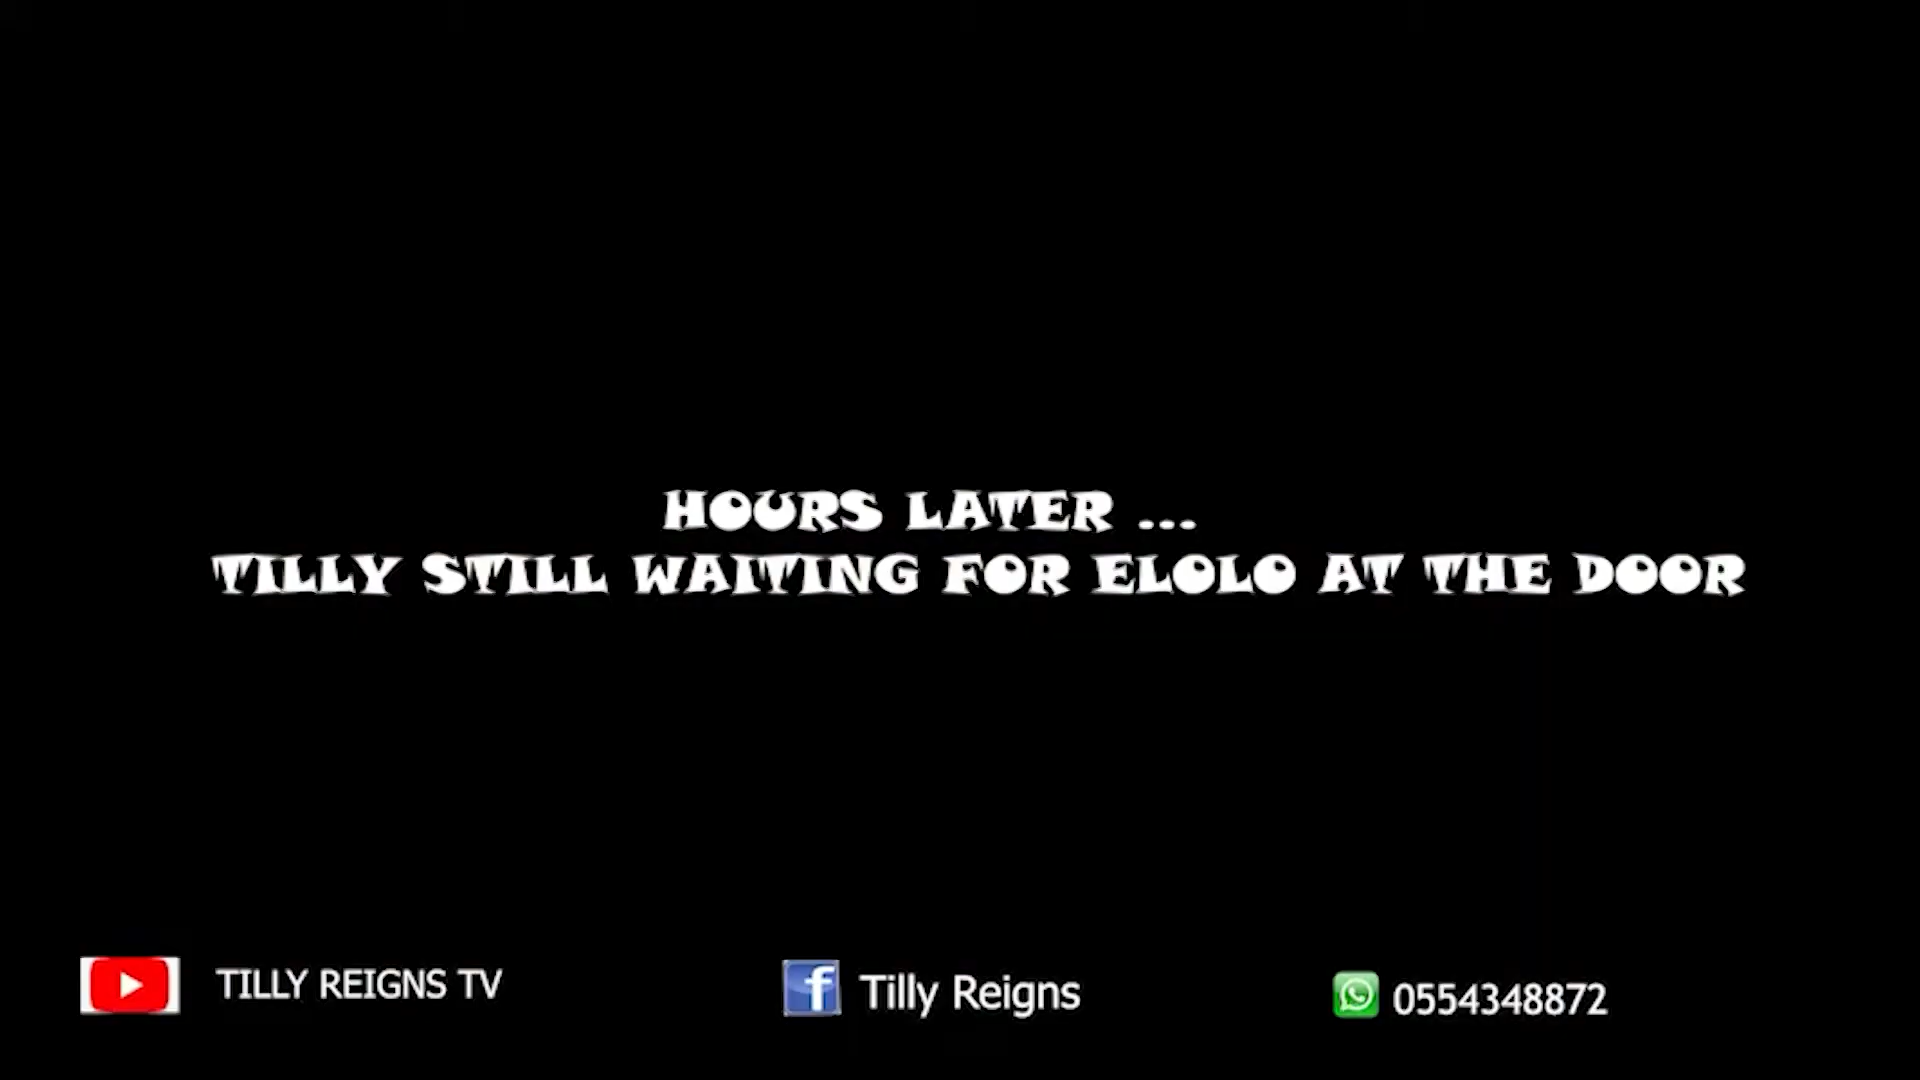 HOURS LATER ...
TILLY STILL WAITING FOR ELOLO AT THE DOOR
TILLY REIGNS TV
Tilly Reigns
0554348872